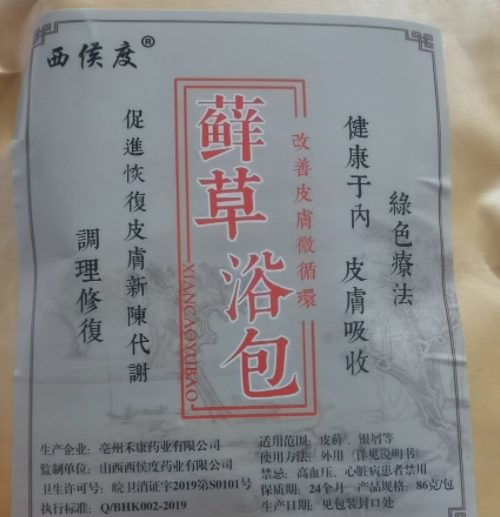 西侯度®
健康于內 皮膚吸收
綠色療法
改善皮膚微循環
藓草浴包
XIANCAOYUBAO
促進恢復皮膚新陳代謝
調理修復
生产企业：亳州禾康药业有限公司
监制单位：山西西侯度药业有限公司
卫生许可号：皖卫消证字2019第S0101号
执行标准：Q/BHK002-2019
适用范围：皮藓、银屑等
使用方法：外用（详见说明书）
禁忌：高血压、心脏病患者禁用
保质期：24个月 产品规格：86克/包
生产日期：见包装封口处